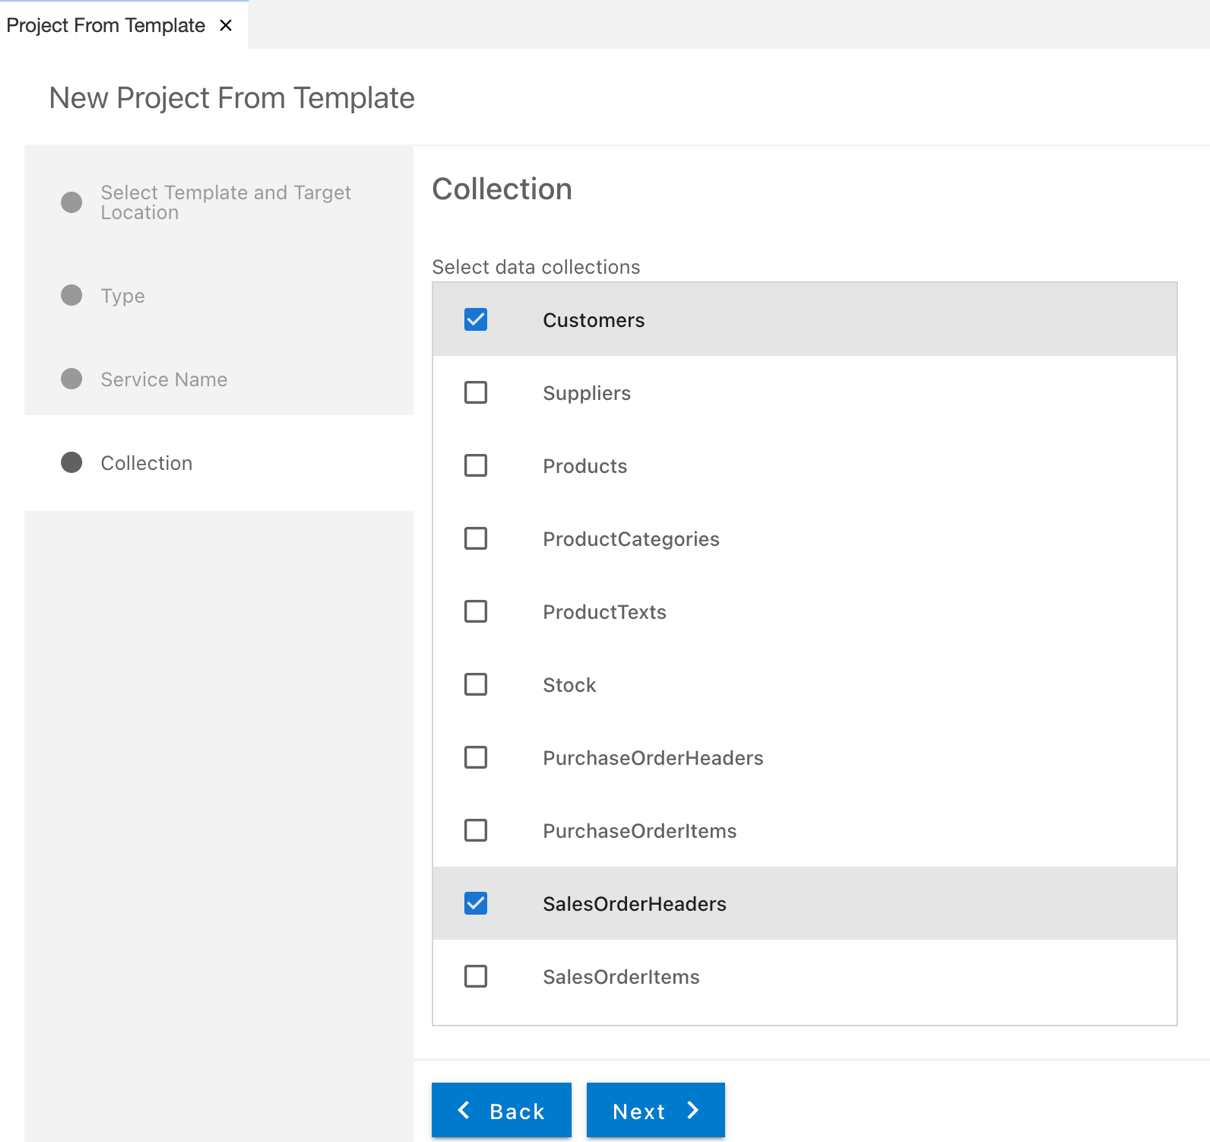 Project From Template
New Project From Template
Select Template and Target
Location
Type
Service Name
Collection
Collection
Select data collections
Customers
Suppliers
Products
ProductCategories
ProductTexts
Stock
PurchaseOrderHeaders
PurchaseOrderItems
SalesOrderHeaders
SalesOrderItems
Back
Next